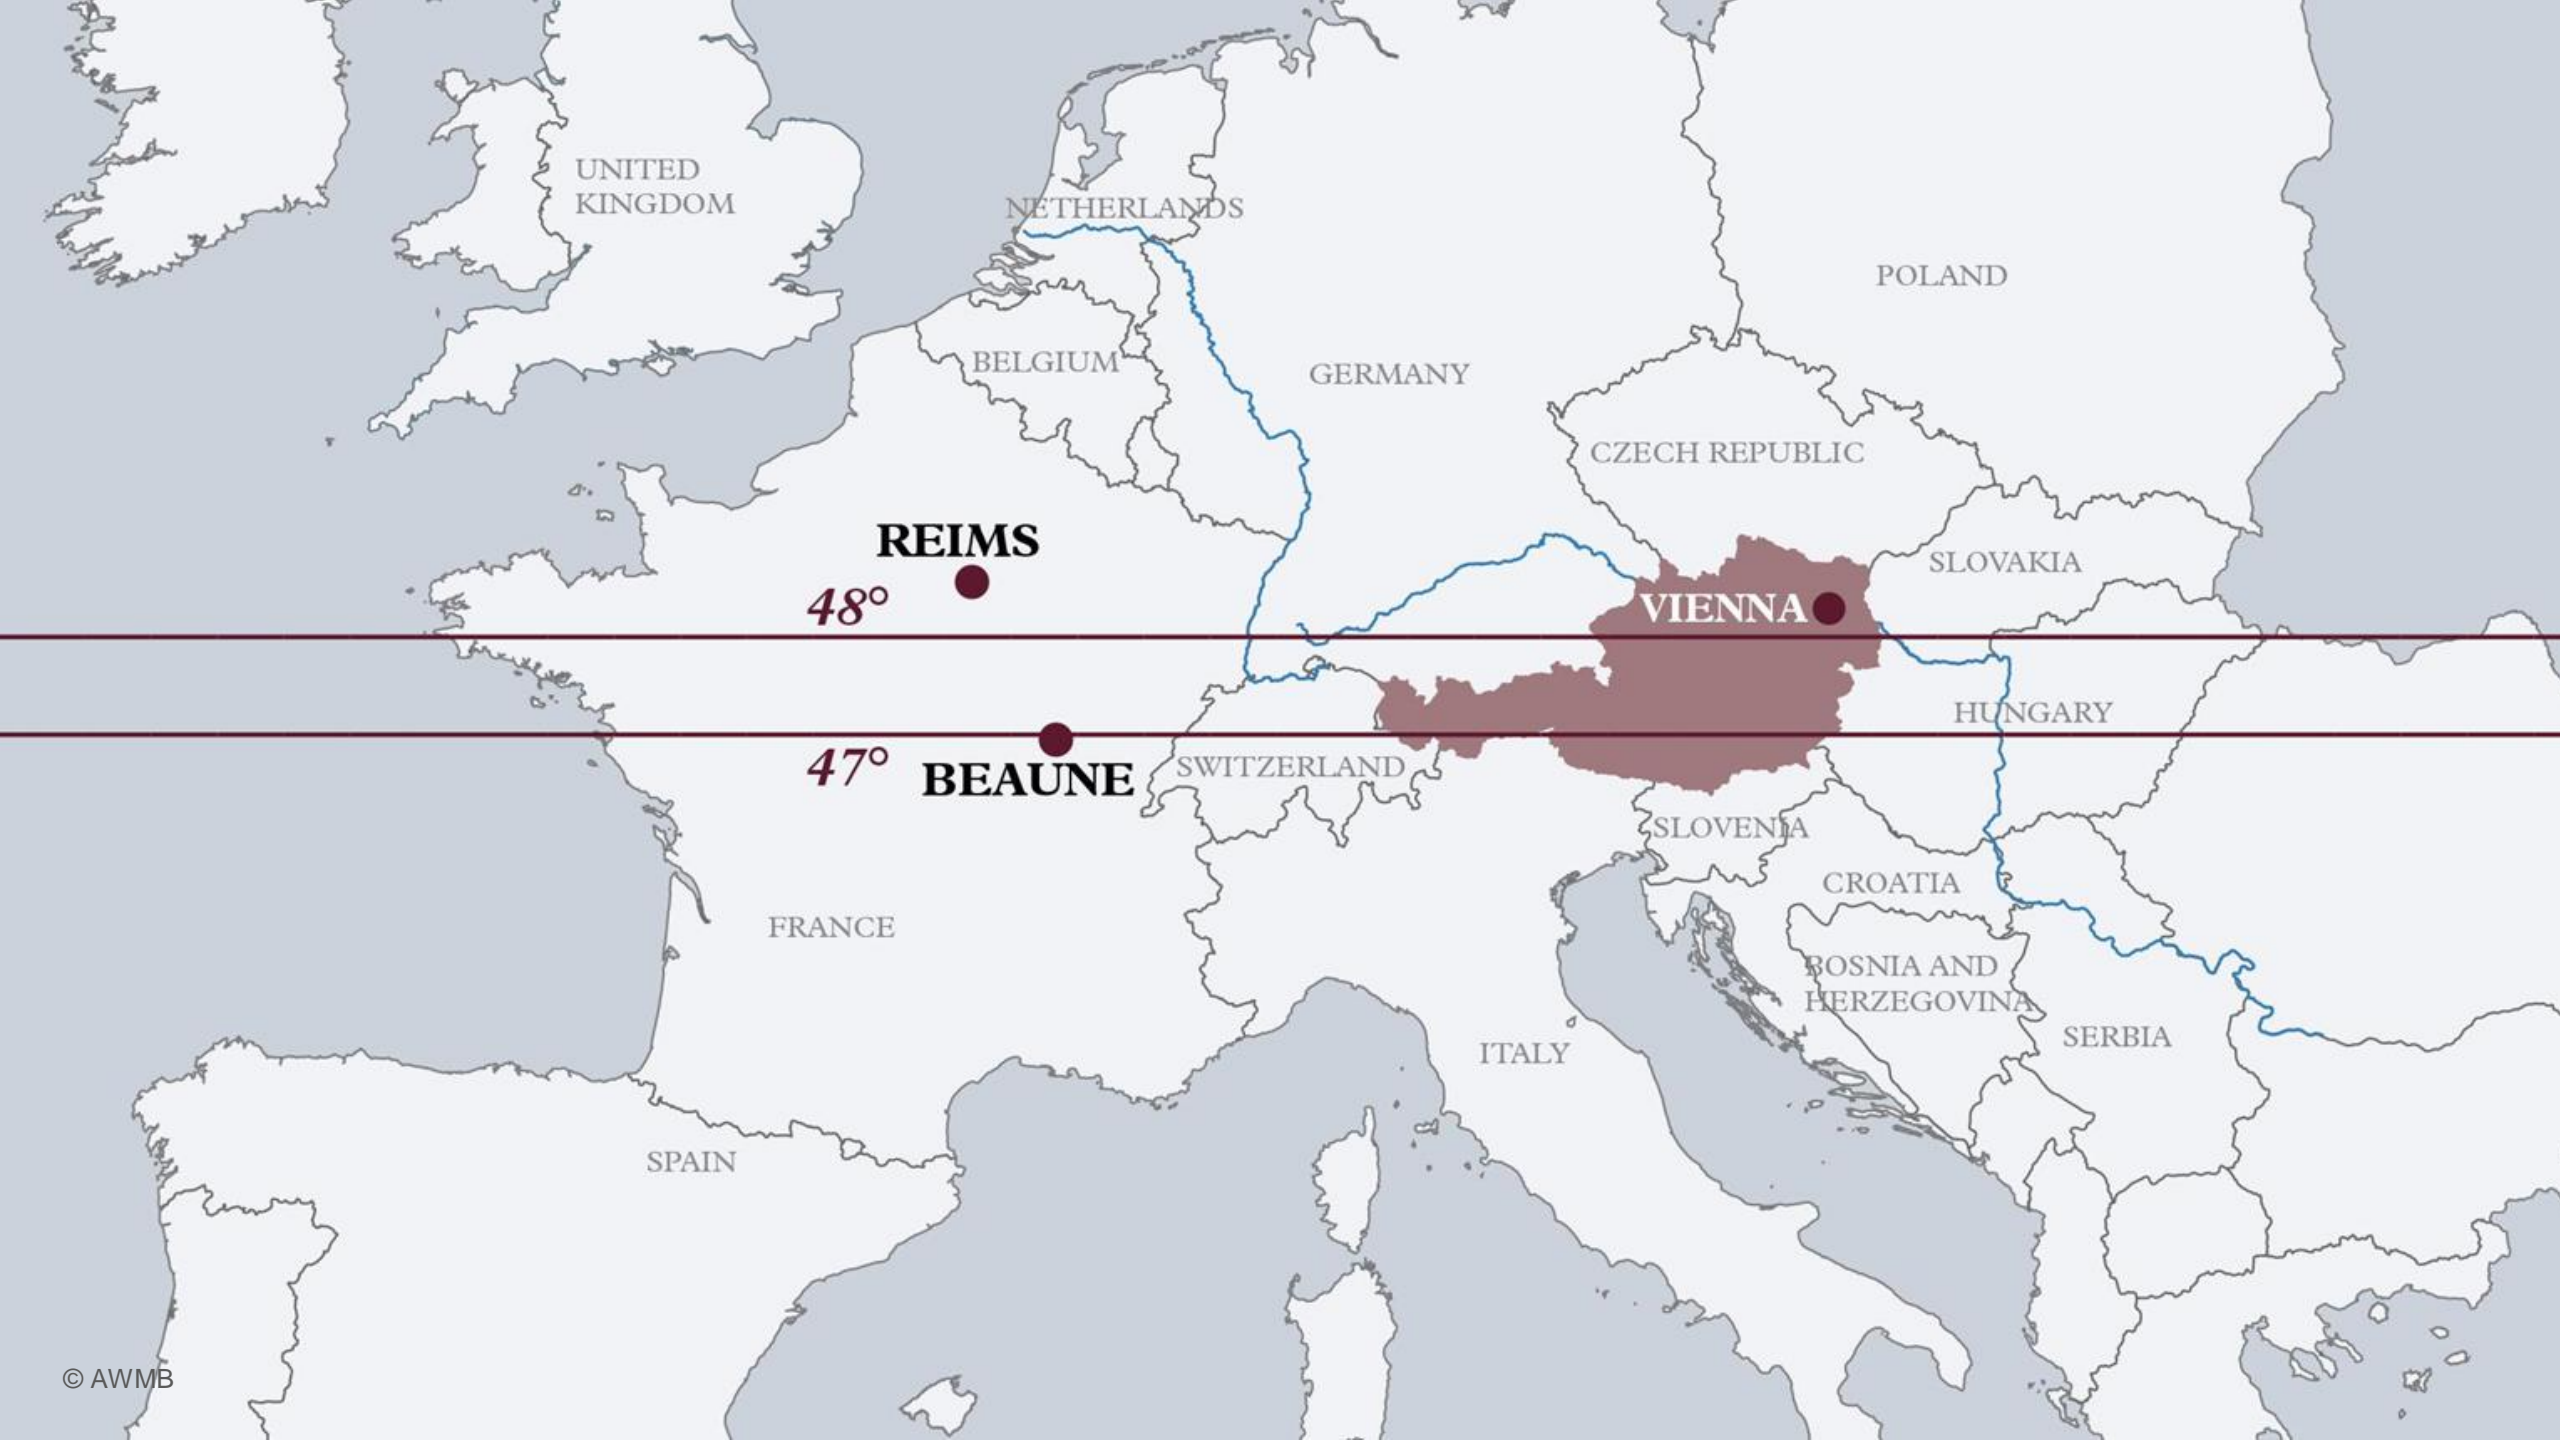 UNITED
KINGDOM
NETHERLANDS
POLAND
BELGIUM
GERMANY
CZECH REPUBLIC
REIMS
SLOVAKIA
48°
VIENNA
HUNGARY
47°
BEAUNE
SWITZERLAND
SLOVENIA
CROATIA
FRANCE
BOSNIA AND
HERZEGOVINA
SERBIA
ITALY
SPAIN
© AWMB